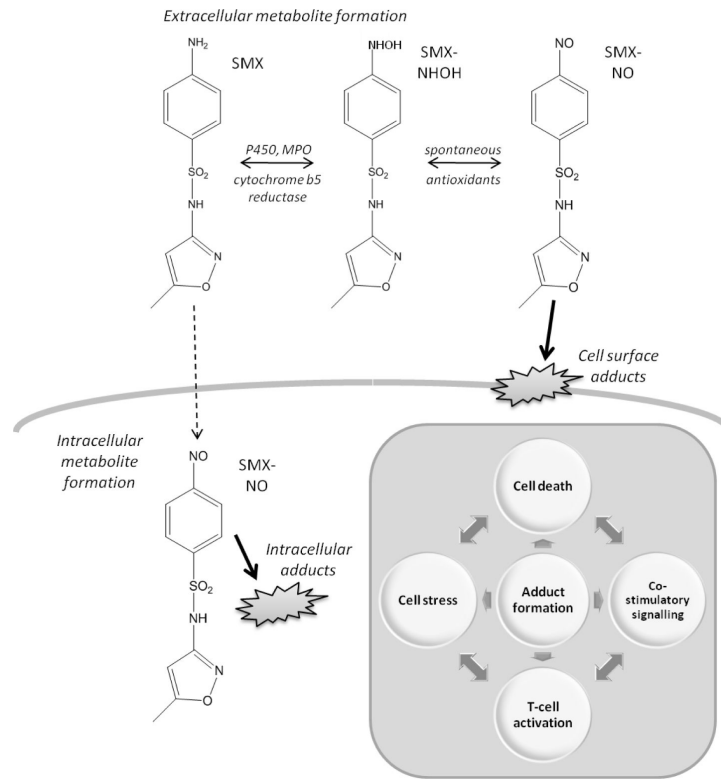 Extracellular metabolite formation
NH2
SMX
NHOH
SMX-
NHOH
NO
SMX-
NO
P450, MPO
cytochrome b5
reductase
spontaneous
antioxidants
SO2
NH
N
O
SO2
NH
N
O
SO2
NH
N
O
Cell surface
adducts
Intracellular
metabolite
formation
NO
SMX-
NO
SO2
NH
N
O
Intracellular
adducts
Cell death
Cell stress
Adduct
formation
Co-
stimulatory
signalling
T-cell
activation